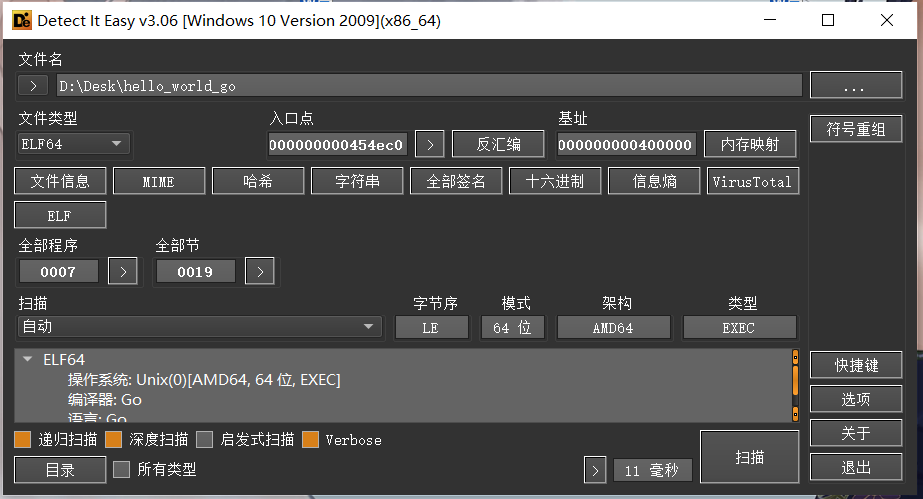 Detect It Easy v3.06 [Windows 10 Version 2009](x86_64)
文件名
> D:\Desk\hello_world_go ...
文件类型 入口点 基址
ELF64 000000000454ec0 > 反汇编 000000000400000 内存映射 符号重组
文件信息 MIME 哈希 字符串 全部签名 十六进制 信息熵 VirusTotal
ELF
全部程序 全部节
0007 > 0019 >
扫描 字节序 模式 架构 类型
自动 LE 64 位 AMD64 EXEC
ELF64
操作系统: Unix(0)[AMD64, 64 位, EXEC]
编译器: Go
语言: Go
快捷键
选项
关于
退出
递归扫描 深度扫描 启发式扫描 Verbose
目录 所有类型 > 11 毫秒 扫描